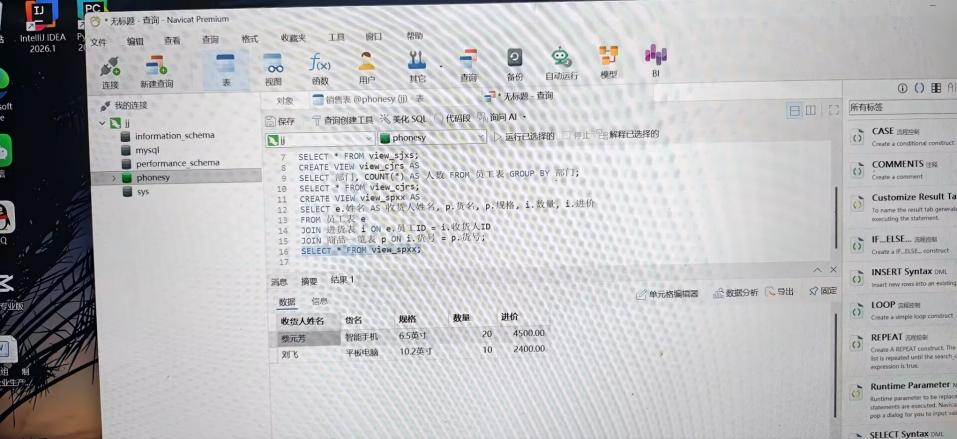 IntelliJ IDEA
2026.1
* 无标题 - 查询 - Navicat Premium
文件 编辑 查看 查询 格式 收藏夹 工具 窗口 帮助
连接 新建查询 表 视图 函数 用户 其它 查询 备份 自动运行 模型 BI
我的连接
jj
information_schema
mysql
performance_schema
phonesy
sys
对象 销售表 @phonesy (jj) - 表 * 无标题 - 查询
保存 查询创建工具 美化 SQL 代码段 询问 AI
jj phonesy 运行已选择的 停止 解释已选择的
7 SELECT * FROM view_sjxs;
8 CREATE VIEW view_cjrs AS
9 SELECT 部门, COUNT(*) AS 人数 FROM 员工表 GROUP BY 部门;
10 SELECT * FROM view_cjrs;
11 CREATE VIEW view_spxx AS
12 SELECT e.姓名 AS 收货人姓名, p.货名, p.规格, i.数量, i.进价
13 FROM 员工表 e
14 JOIN 进货表 i ON e.员工ID = i.收货人ID
15 JOIN 商品一览表 p ON i.货号 = p.货号;
16 SELECT * FROM view_spxx;
17
消息 摘要 结果 1
数据 信息
单元格编辑器 数据分析 导出 固定
收货人姓名 货名 规格 数量 进价
蔡元芳 智能手机 6.5英寸 20 4500.00
刘飞 平板电脑 10.2英寸 10 2400.00
所有标签
CASE 流程控制
Create a conditional construct
COMMENTS 注释
Create a comment
Customize Result Ta
To name the result tab general
executing the statement.
IF...ELSE... 流程控制
Create a IF...ELSE... construct
INSERT Syntax DML
Insert new rows into an existing
LOOP 流程控制
Create a simple loop construct
REPEAT 流程控制
Create A REPEAT construct. The
list is repeated until the search_c
expression is true.
Runtime Parameter
Runtime parameter to be replace
statements are executed. Navica
pop a dialog for you to input va
SELECT Syntax DML